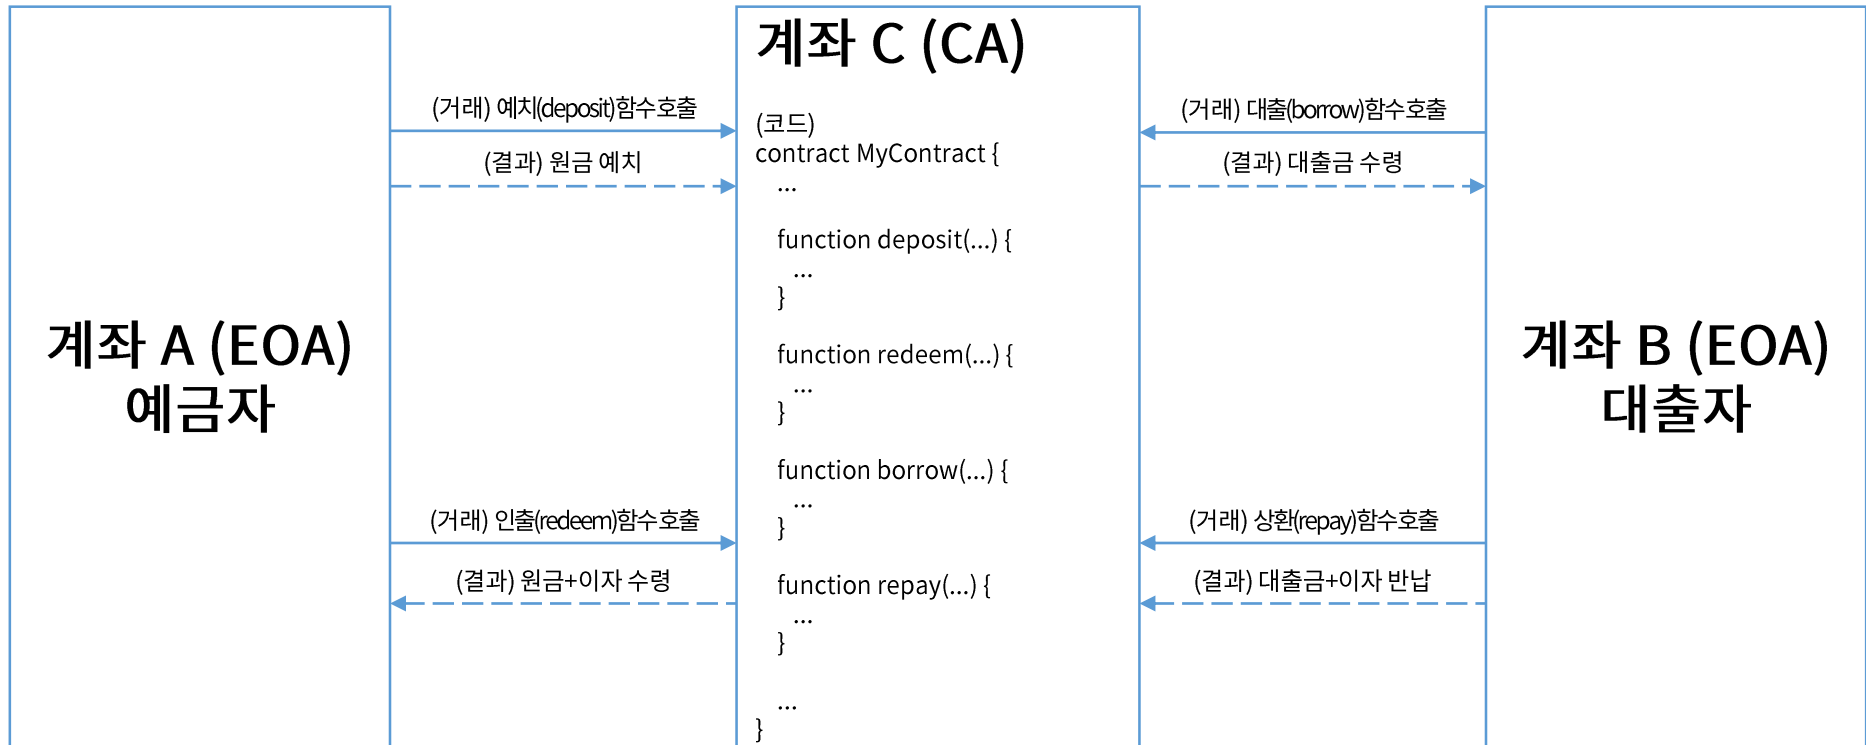 계좌 A (EOA)
예금자
(거래) 예치(deposit)함수호출
(결과) 원금 예치
(거래) 인출(redeem)함수호출
(결과) 원금+이자 수령
계좌 C (CA)
(코드)
contract MyContract {
...
function deposit(...) {
...
}
function redeem(...) {
...
}
function borrow(...) {
...
}
function repay(...) {
...
}
...
}
(거래) 대출(borrow)함수호출
(결과) 대출금 수령
(거래) 상환(repay)함수호출
(결과) 대출금+이자 반납
계좌 B (EOA)
대출자